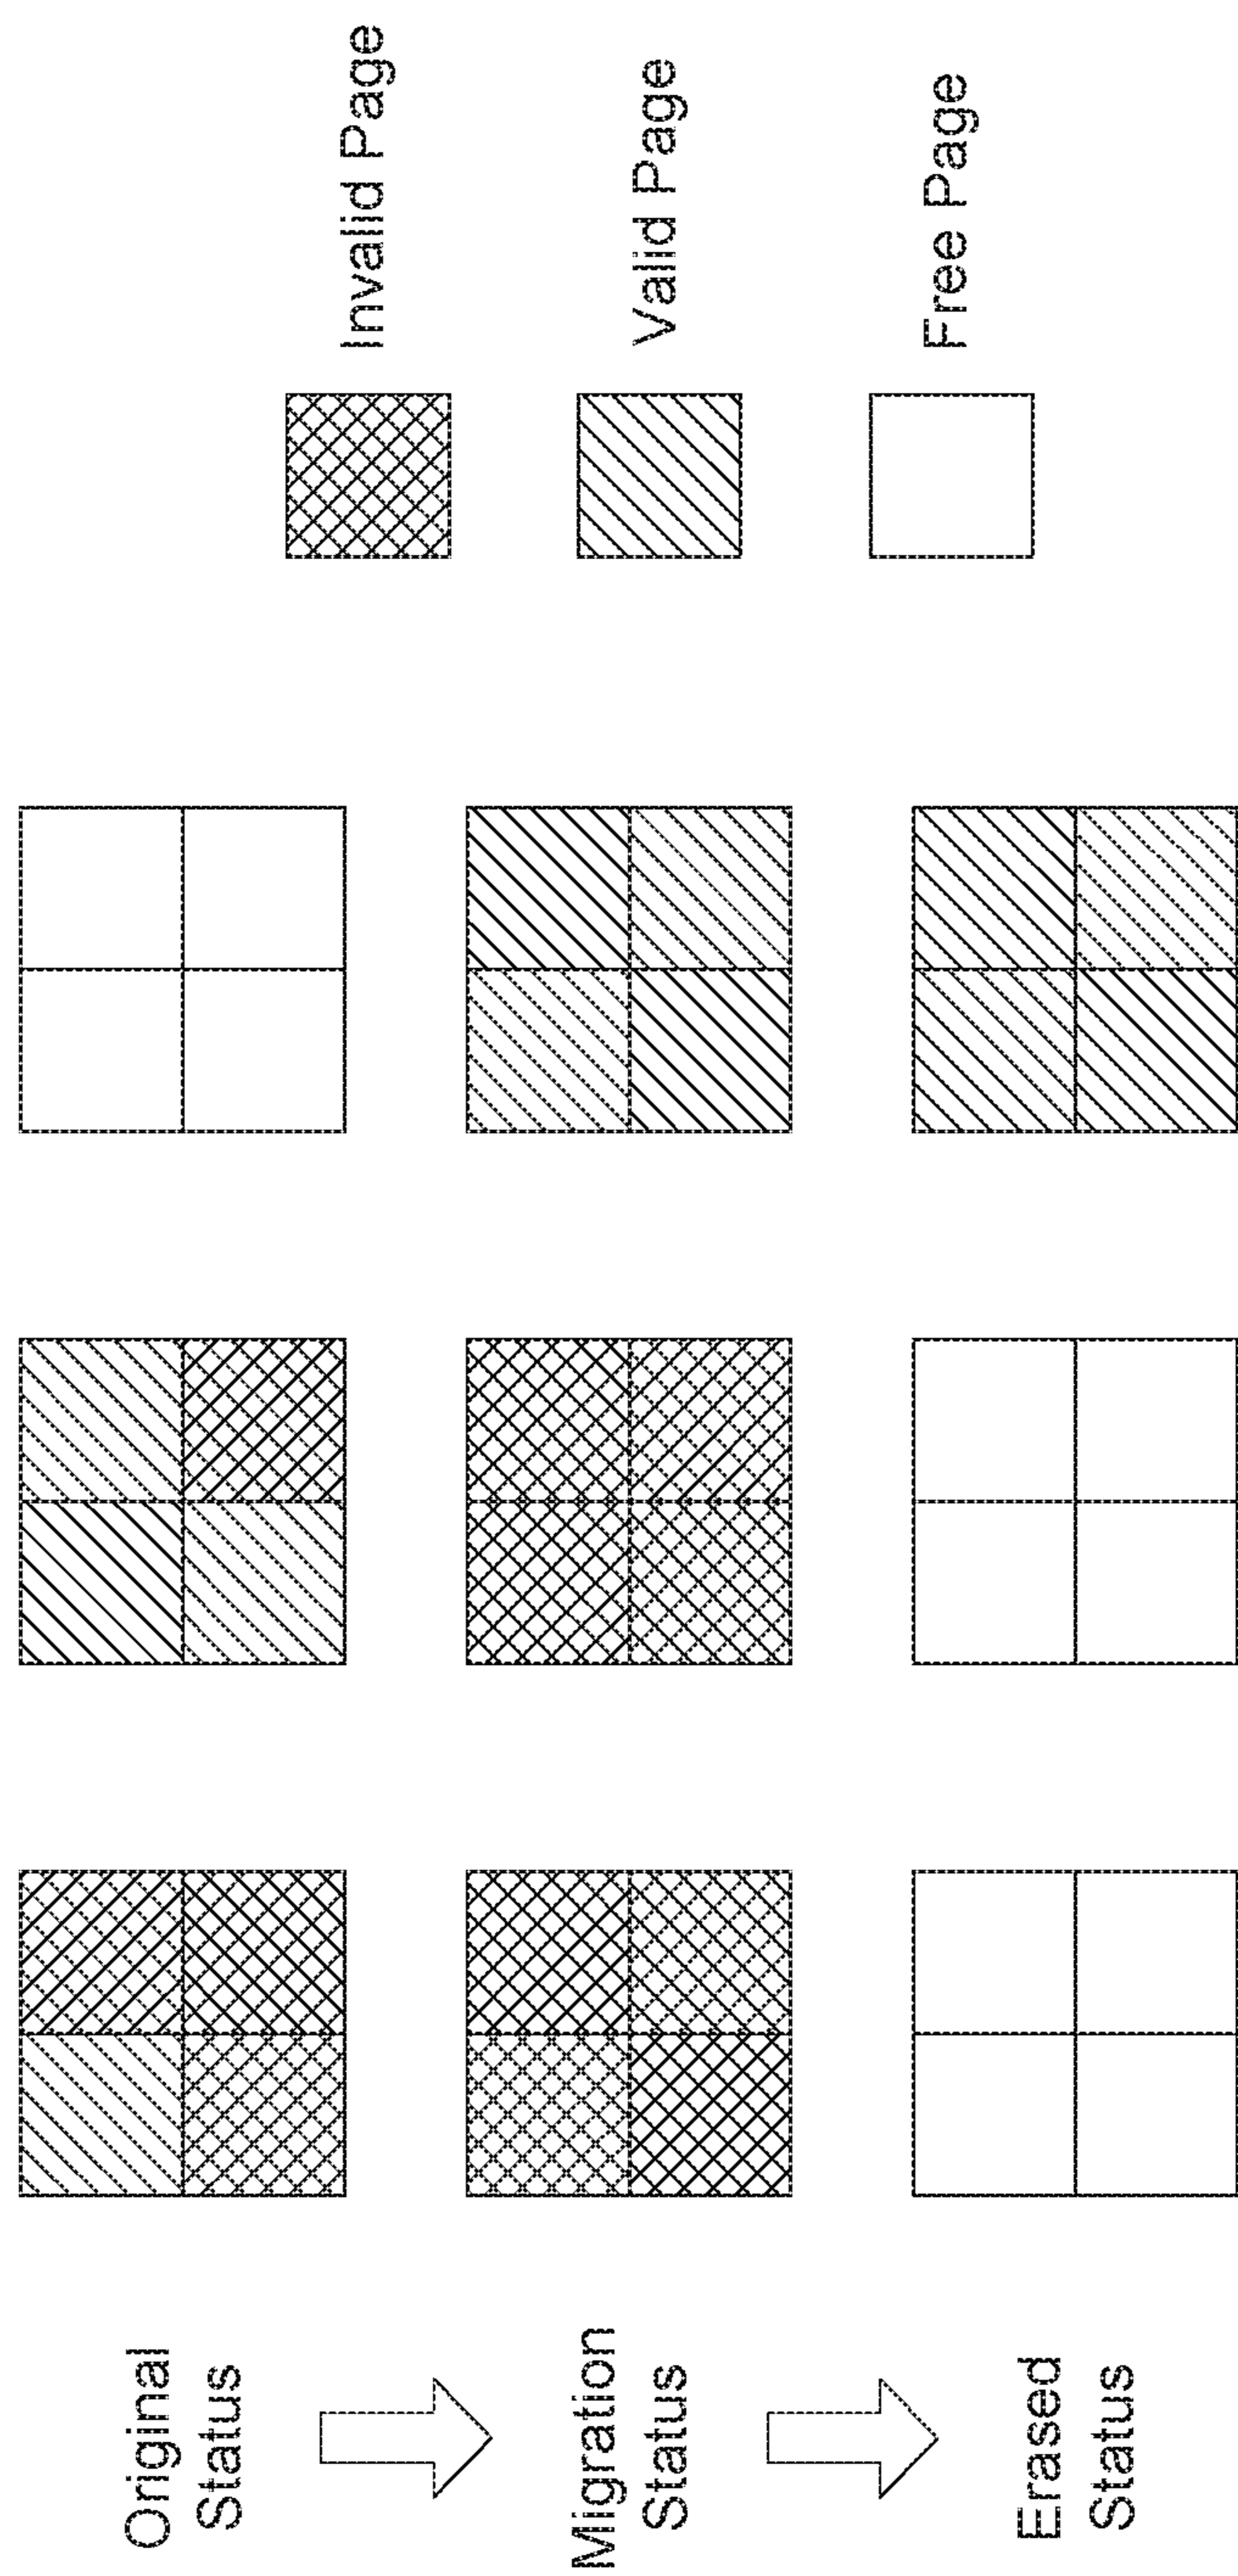 Original
Status
Migration
Status
Erased
Status
Invalid Page
Valid Page
Free Page